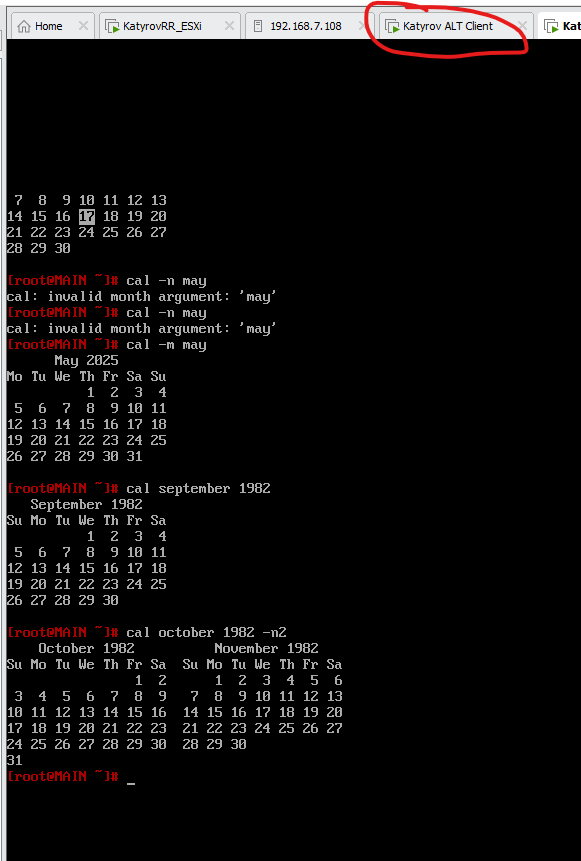 Home KatyrovRR_ESXi 192.168.7.108 Katyrov ALT Client Kat
7 8 9 10 11 12 13
14 15 16 17 18 19 20
21 22 23 24 25 26 27
28 29 30
[root@MAIN ~]# cal -n may
cal: invalid month argument: 'may'
[root@MAIN ~]# cal -n may
cal: invalid month argument: 'may'
[root@MAIN ~]# cal -m may
May 2025
Mo Tu We Th Fr Sa Su
1 2 3 4
5 6 7 8 9 10 11
12 13 14 15 16 17 18
19 20 21 22 23 24 25
26 27 28 29 30 31
[root@MAIN ~]# cal september 1982
September 1982
Su Mo Tu We Th Fr Sa
1 2 3 4
5 6 7 8 9 10 11
12 13 14 15 16 17 18
19 20 21 22 23 24 25
26 27 28 29 30
[root@MAIN ~]# cal october 1982 -n2
October 1982 November 1982
Su Mo Tu We Th Fr Sa Su Mo Tu We Th Fr Sa
1 2 1 2 3 4 5 6
3 4 5 6 7 8 9 7 8 9 10 11 12 13
10 11 12 13 14 15 16 14 15 16 17 18 19 20
17 18 19 20 21 22 23 21 22 23 24 25 26 27
24 25 26 27 28 29 30 28 29 30
31
[root@MAIN ~]# _